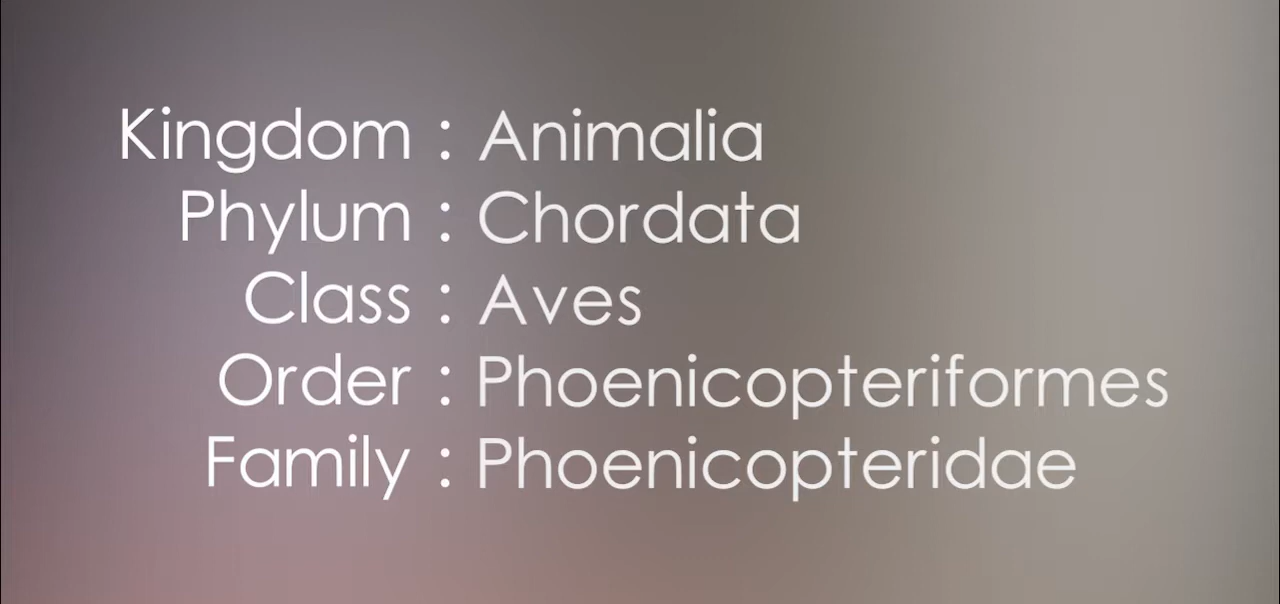 Kingdom : Animalia
Phylum : Chordata
Class : Aves
Order : Phoenicopteriformes
Family : Phoenicopteridae